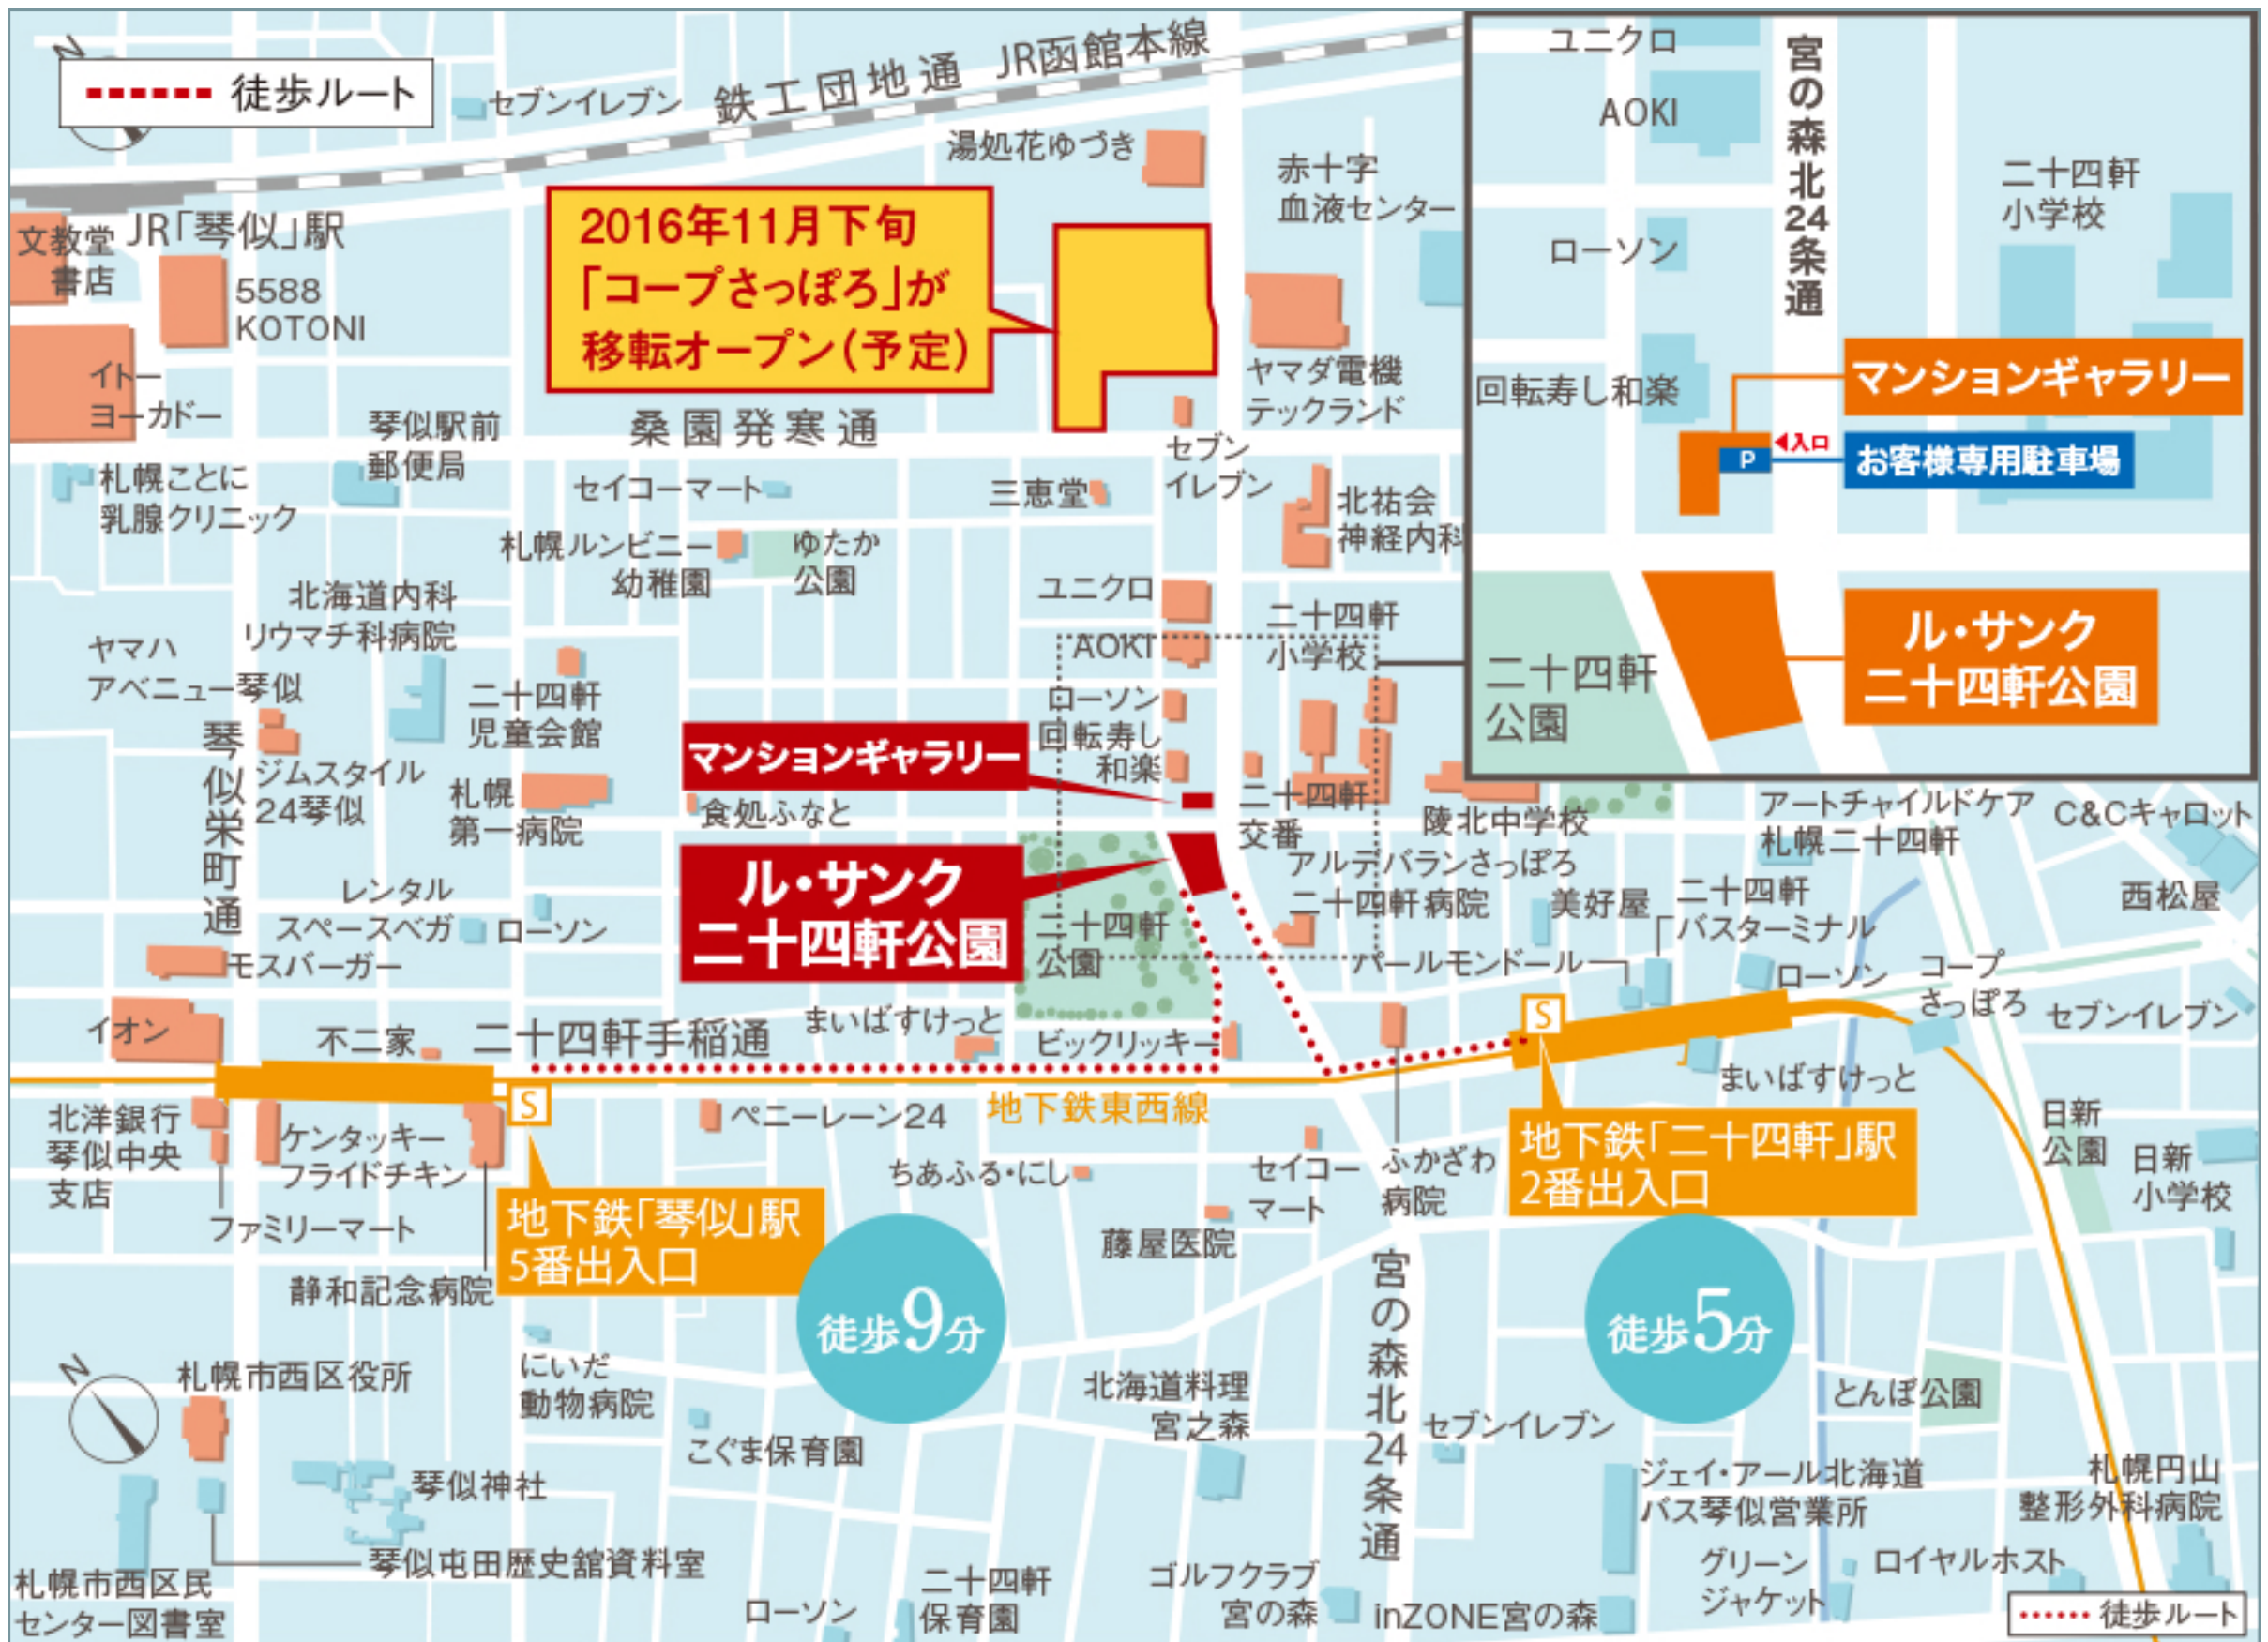 N
徒歩ルート
セブンイレブン
鉄工団地通
JR函館本線
湯処花ゆづき
赤十字
血液センター
文教堂
書店
JR「琴似」駅
5588
KOTONI
イトー
ヨーカドー
2016年11月下旬
「コープさっぽろ」が
移転オープン(予定)
ヤマダ電機
テックランド
琴似駅前
郵便局
桑園発寒通
セブン
イレブン
札幌ことに
乳腺クリニック
セイコーマート
三恵堂
北祐会
神経内科
札幌ルンビニー
幼稚園
ゆたか
公園
ユニクロ
AOKI
二十四軒
小学校
北海道内科
リウマチ科病院
ヤマハ
アベニュー琴似
二十四軒
児童会館
ローソン
回転寿し
和楽
琴似栄町通
ジムスタイル
24琴似
札幌
第一病院
マンションギャラリー
食処ふなと
二十四軒
交番
陵北中学校
ル・サンク
二十四軒公園
アルデバランさっぽろ
二十四軒病院
二十四軒
公園
レンタル
スペースベガ
ローソン
モスバーガー
イオン
不二家
二十四軒手稲通
まいばすけっと
ビックリッキー
パールモンドール
美好屋
二十四軒
バスターミナル
アートチャイルドケア
札幌二十四軒
C&Cキャロット
西松屋
ローソン
コープ
さっぽろ
セブンイレブン
S
S
まいばすけっと
地下鉄東西線
北洋銀行
琴似中央
支店
ケンタッキー
フライドチキン
ファミリーマート
静和記念病院
地下鉄「琴似」駅
5番出入口
ペニーレーン24
ちあふる・にし
藤屋医院
セイコー
マート
ふかざわ
病院
地下鉄「二十四軒」駅
2番出入口
日新
公園
日新
小学校
徒歩9分
徒歩5分
宮の森北24条通
N
札幌市西区役所
にいだ
動物病院
こぐま保育園
北海道料理
宮之森
セブンイレブン
とんぼ公園
琴似神社
琴似屯田歴史舘資料室
札幌市西区民
センター図書室
ローソン
二十四軒
保育園
ゴルフクラブ
宮の森
inZONE宮の森
ジェイ・アール北海道
バス琴似営業所
グリーン
ジャケット
ロイヤルホスト
札幌円山
整形外科病院
徒歩ルート
ユニクロ
AOKI
宮の森北24条通
二十四軒
小学校
ローソン
回転寿し和楽
マンションギャラリー
入口
P
お客様専用駐車場
二十四軒
公園
ル・サンク
二十四軒公園